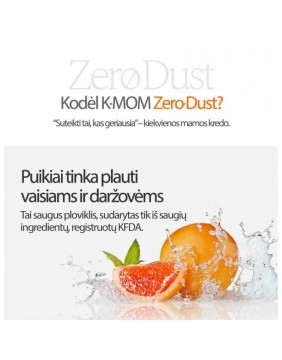 ZeroDust
Kodėl K·MOM Zero·Dust?
“Suteikti tai, kas geriausia” – kiekvienos mamos kredo.
Puikiai tinka plauti
vaisiams ir daržovėms
Tai saugus ploviklis, sudarytas tik iš saugių
ingredientų, registruotų KFDA.